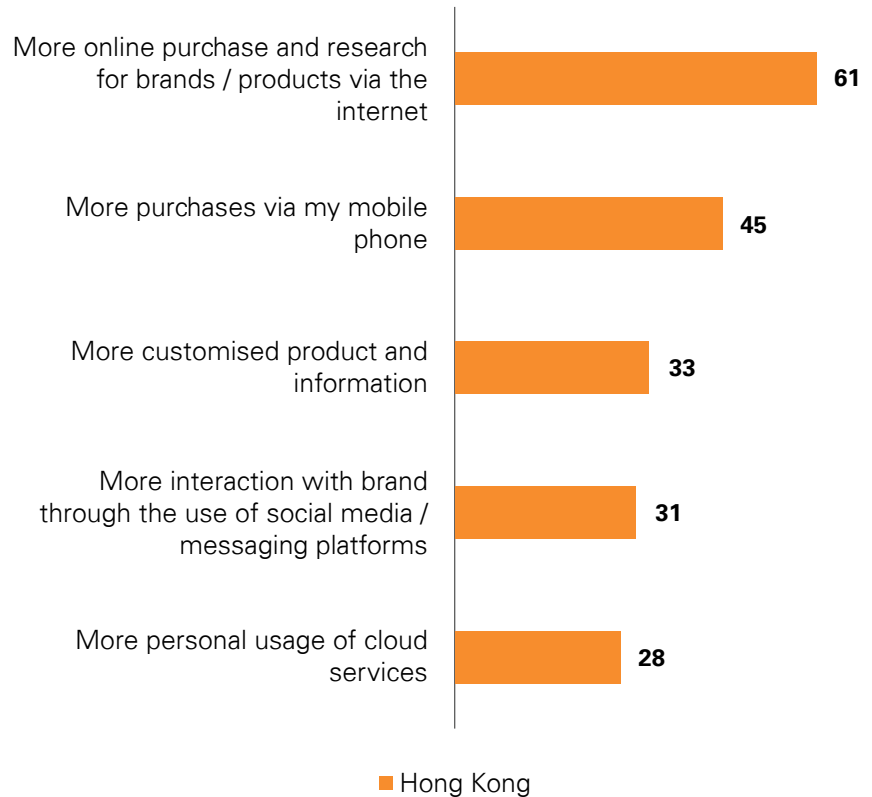 More online purchase and research
for brands / products via the
internet
61
More purchases via my mobile
phone
45
More customised product and
information
33
More interaction with brand
through the use of social media /
messaging platforms
31
More personal usage of cloud
services
28
Hong Kong